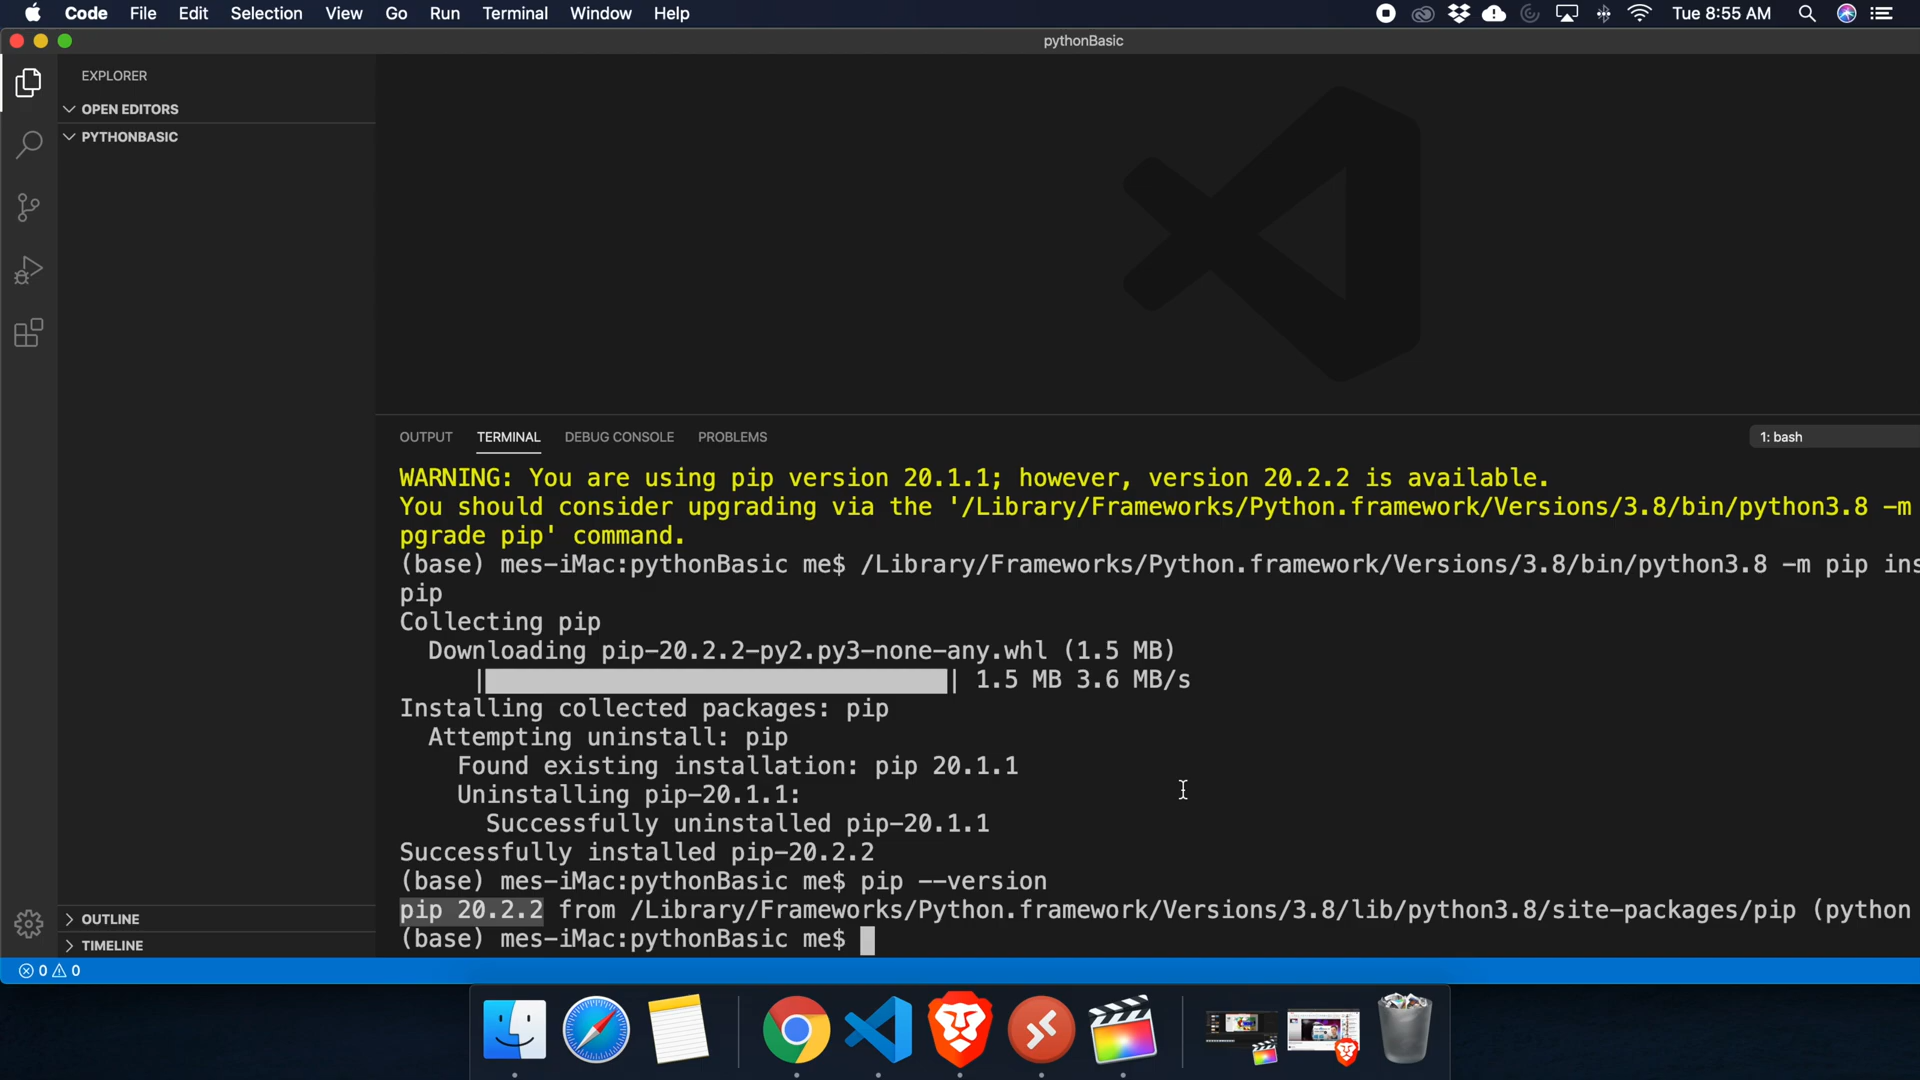 Code File Edit Selection View Go Run Terminal Window Help Tue 8:55 AM
pythonBasic
EXPLORER
OPEN EDITORS
PYTHONBASIC
OUTPUT TERMINAL DEBUG CONSOLE PROBLEMS 1: bash
WARNING: You are using pip version 20.1.1; however, version 20.2.2 is available.
You should consider upgrading via the '/Library/Frameworks/Python.framework/Versions/3.8/bin/python3.8 -m
pgrade pip' command.
(base) mes-iMac:pythonBasic me$ /Library/Frameworks/Python.framework/Versions/3.8/bin/python3.8 -m pip ins
pip
Collecting pip
Downloading pip-20.2.2-py2.py3-none-any.whl (1.5 MB)
|████████████████████████████████| 1.5 MB 3.6 MB/s
Installing collected packages: pip
Attempting uninstall: pip
Found existing installation: pip 20.1.1
Uninstalling pip-20.1.1:
Successfully uninstalled pip-20.1.1
Successfully installed pip-20.2.2
(base) mes-iMac:pythonBasic me$ pip --version
pip 20.2.2 from /Library/Frameworks/Python.framework/Versions/3.8/lib/python3.8/site-packages/pip (python
(base) mes-iMac:pythonBasic me$
OUTLINE
TIMELINE
0 0